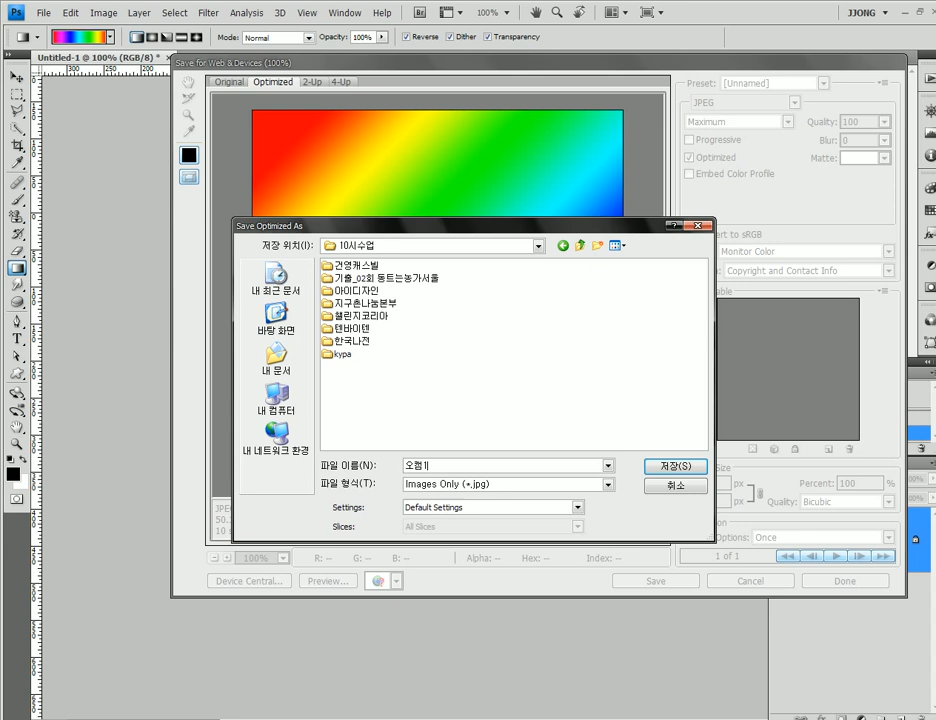 Ps File Edit Image Layer Select Filter Analysis 3D View Window Help Br 100% JJONG
Mode: Normal Opacity: 100% Reverse Dither Transparency
Untitled-1 @ 100% (RGB/8) *
Save for Web & Devices (100%)
300 250 200
Original Optimized 2-Up 4-Up
Preset: [Unnamed]
JPEG
Maximum Quality: 100
Progressive Blur: 0
Optimized Matte:
Embed Color Profile
Save Optimized As
저장 위치(I): 10시수업
내 최근 문서
바탕 화면
내 문서
내 컴퓨터
내 네트워크 환경
건영캐스빌
기출_02회 동트는농가서울
아이디자인
지구촌나눔본부
챌린지코리아
텐바이텐
한국나전
kypa
파일 이름(N): 오캠1 저장(S)
파일 형식(T): Images Only (*.jpg) 취소
Settings: Default Settings
Slices: All Slices
Monitor Color
Copyright and Contact Info
Size
px Percent: 100 %
px Quality: Bicubic
Options: Once
1 of 1
100% R: -- G: -- B: -- Alpha: -- Hex: -- Index: --
Device Central... Preview... Save Cancel Done